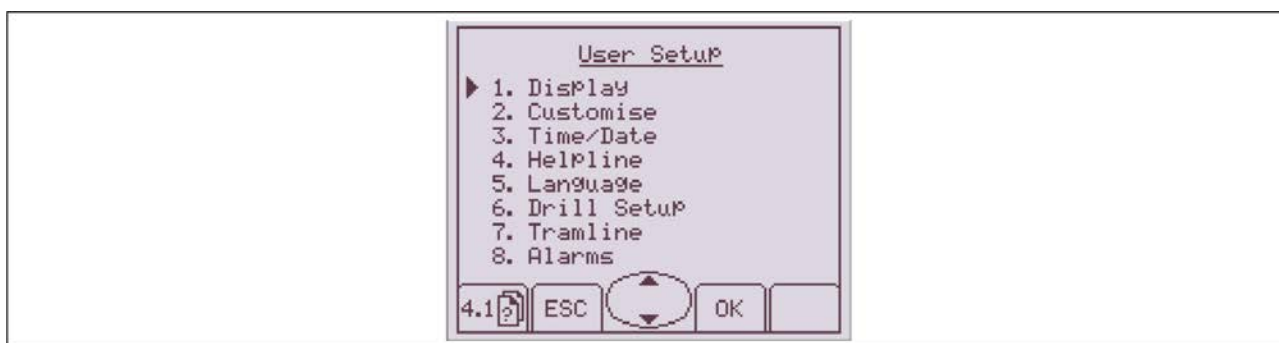 User Setup
1. Display
2. Customise
3. Time/Date
4. Helpline
5. Language
6. Drill Setup
7. Tramline
8. Alarms
4.1 ? ESC OK